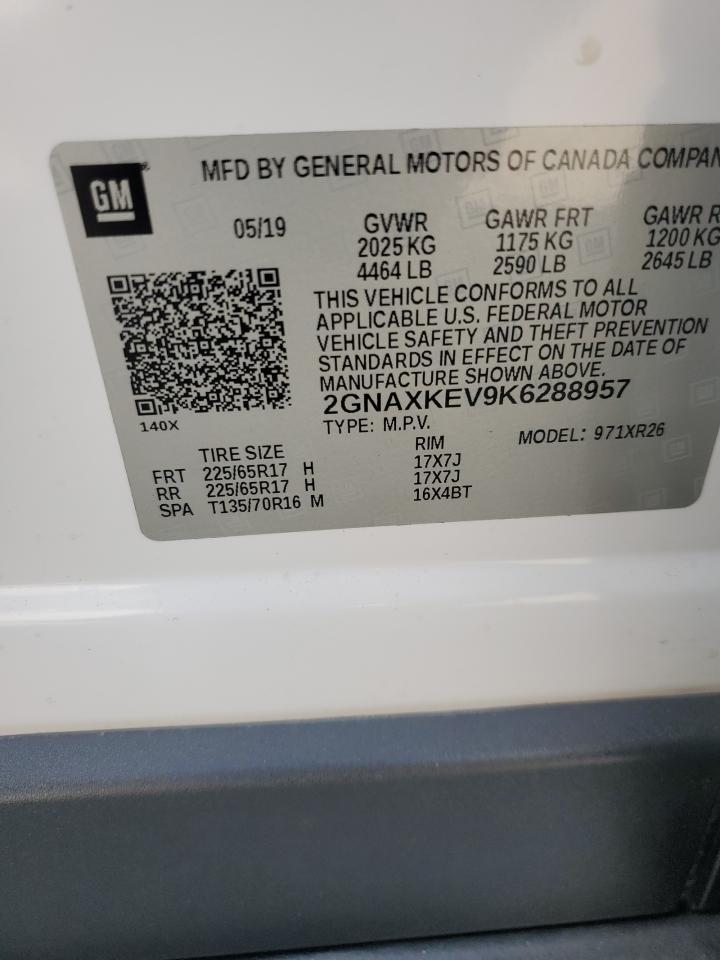 GM
MFD BY GENERAL MOTORS OF CANADA
05/19 GVWR GAWR FRT GAWR
2025 KG 1175 KG 1200 KG
4464 LB 2590 LB 2645 LB
THIS VEHICLE CONFORMS TO ALL
APPLICABLE U.S. FEDERAL MOTOR
VEHICLE SAFETY AND THEFT PREVENTION
STANDARDS IN EFFECT ON THE DATE OF
MANUFACTURE SHOWN ABOVE.
2GNAXKEV9K6288957
140X
TYPE: M.P.V. MODEL: 971XR26
TIRE SIZE RIM
FRT 225/65R17 H 17X7J
RR 225/65R17 H 17X7J
SPA T135/70R16 M 16X4BT